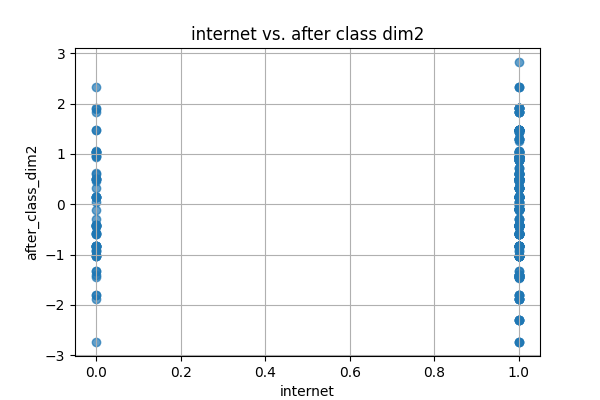 internet vs. after class dim2
after_class_dim2
3
2
1
0
−1
−2
−3
0.0 0.2 0.4 0.6 0.8 1.0
internet